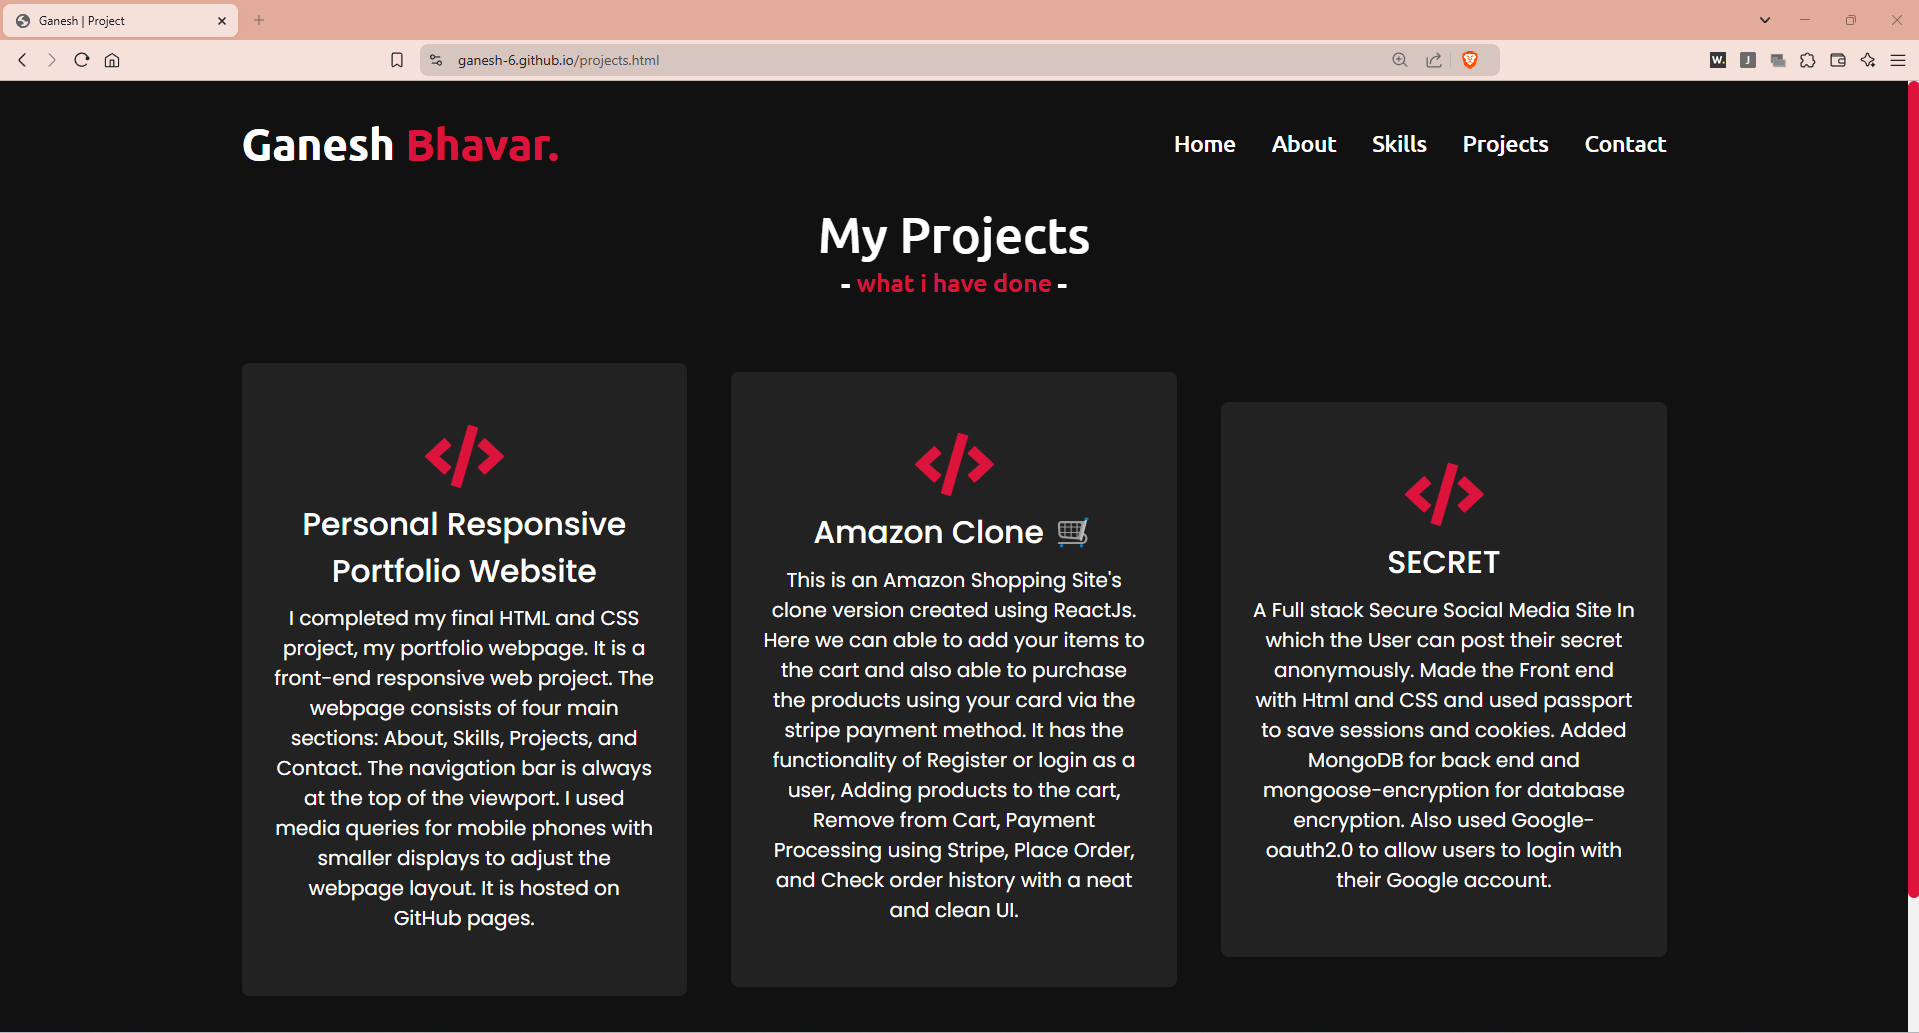 Ganesh | Project
ganesh-6.github.io/projects.html
W.
J
Ganesh Bhavar.
Home About Skills Projects Contact
My Projects
- what i have done -
Personal Responsive
Portfolio Website
I completed my final HTML and CSS
project, my portfolio webpage. It is a
front-end responsive web project. The
webpage consists of four main
sections: About, Skills, Projects, and
Contact. The navigation bar is always
at the top of the viewport. I used
media queries for mobile phones with
smaller displays to adjust the
webpage layout. It is hosted on
GitHub pages.
Amazon Clone 🛒
This is an Amazon Shopping Site's
clone version created using ReactJs.
Here we can able to add your items to
the cart and also able to purchase
the products using your card via the
stripe payment method. It has the
functionality of Register or login as a
user, Adding products to the cart,
Remove from Cart, Payment
Processing using Stripe, Place Order,
and Check order history with a neat
and clean UI.
SECRET
A Full stack Secure Social Media Site In
which the User can post their secret
anonymously. Made the Front end
with Html and CSS and used passport
to save sessions and cookies. Added
MongoDB for back end and
mongoose-encryption for database
encryption. Also used Google-
oauth2.0 to allow users to login with
their Google account.